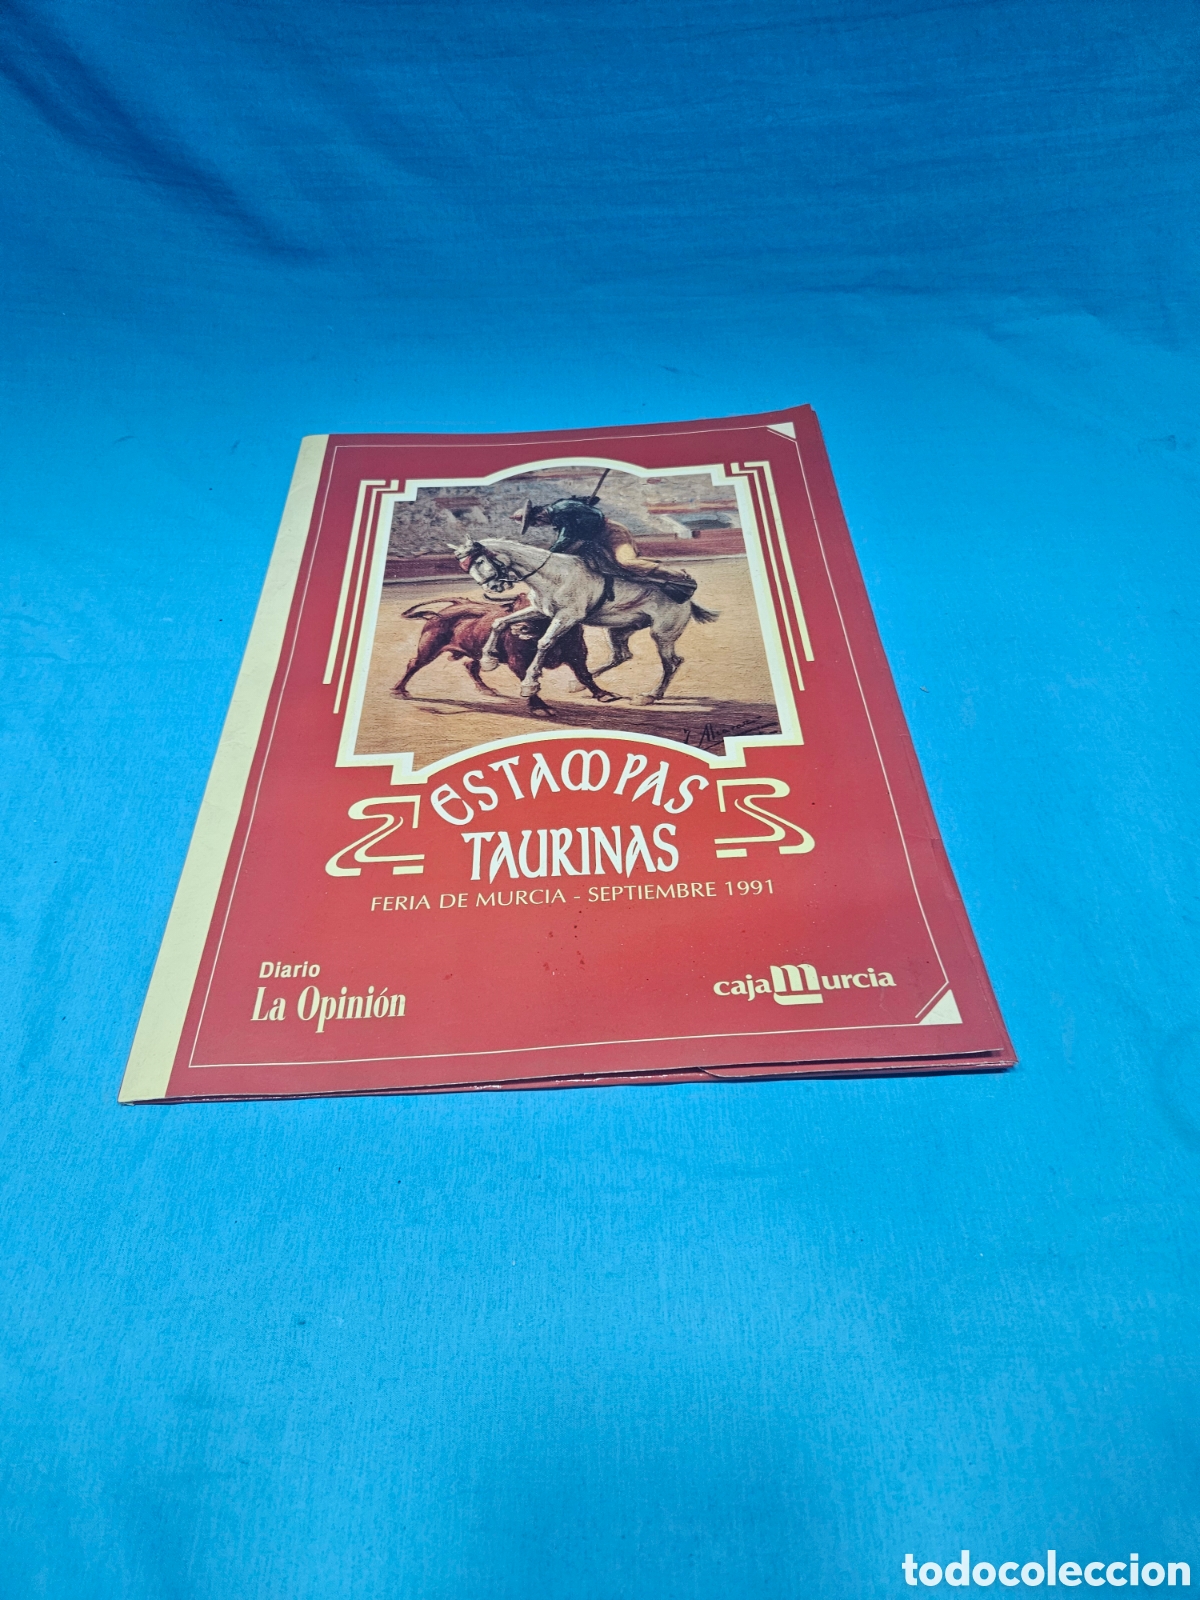 ESTAMPAS
TAURINAS
FERIA DE MURCIA - SEPTIEMBRE 1991
Diario
La Opinión
cajamurcia
todocoleccion